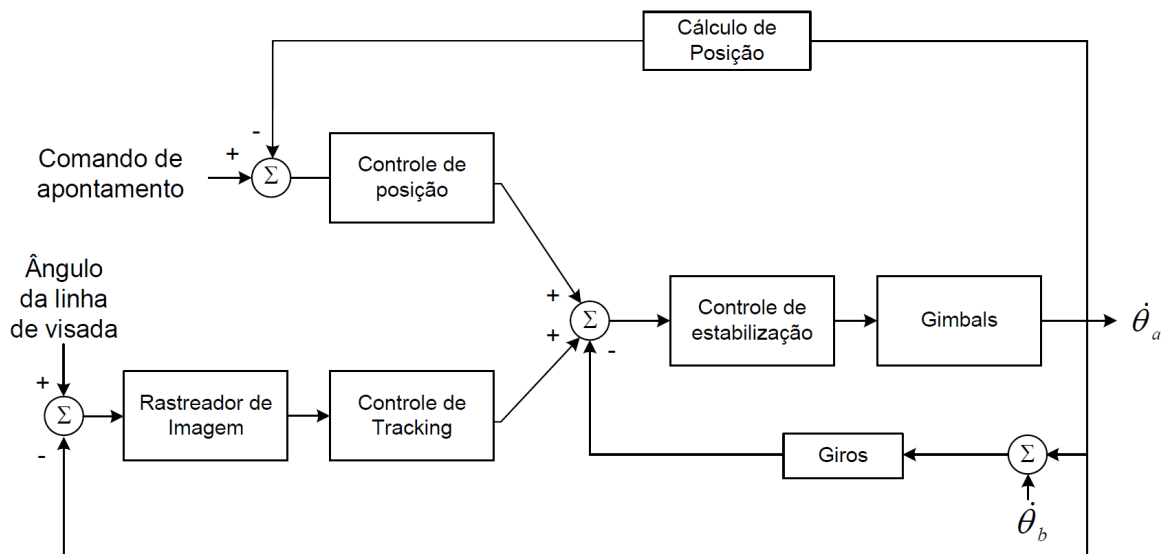 Cálculo de
Posição
-
+
Comando de
apontamento
Σ
Controle de
posição
Ângulo
da linha
de visada
+
Σ
-
Rastreador de
Imagem
Controle de
Tracking
+
+
Σ
-
Controle de
estabilização
Gimbals
θ̇ₐ
Giros
Σ
θ̇_b